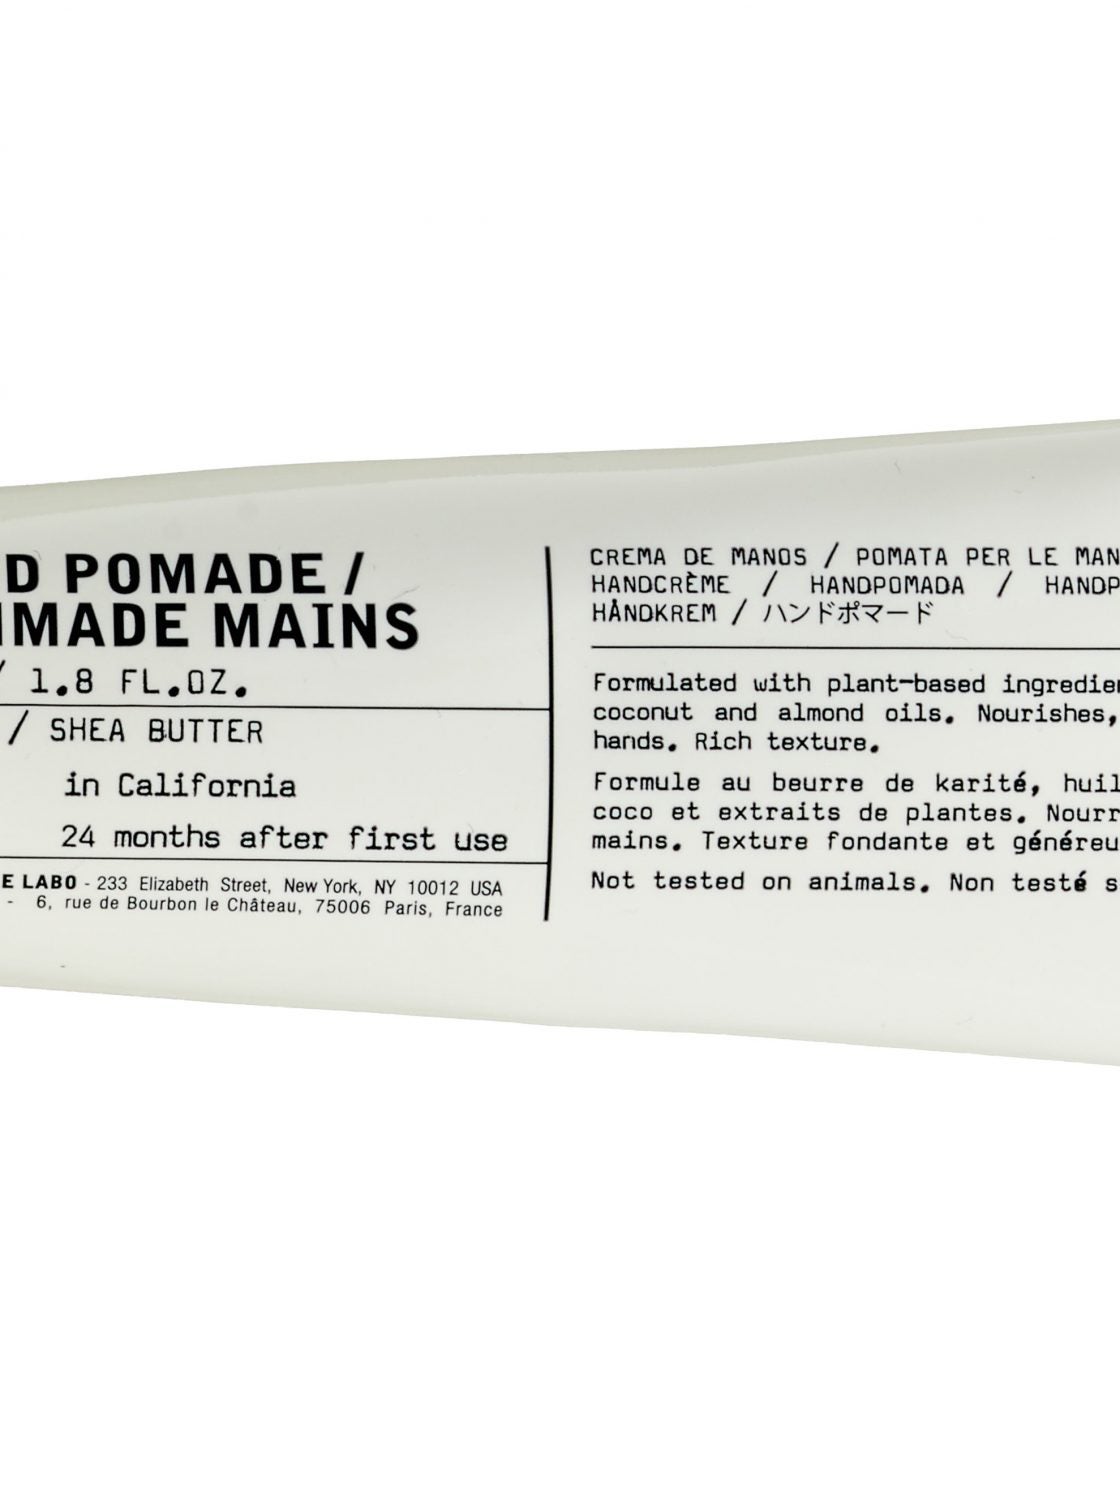 D POMADE /
MADE MAINS
/ 1.8 FL.OZ.
/ SHEA BUTTER
in California
24 months after first use
E LABO - 233 Elizabeth Street, New York, NY 10012 USA
- 6, rue de Bourbon le Château, 75006 Paris, France
CREMA DE MANOS / POMATA PER LE MAN
HANDCRÈME / HANDPOMADA / HANDP
HÅNDKREM / ハンドポマード
Formulated with plant-based ingredien
coconut and almond oils. Nourishes,
hands. Rich texture.
Formule au beurre de karité, huil
coco et extraits de plantes. Nourr
mains. Texture fondante et généreu
Not tested on animals. Non testé s